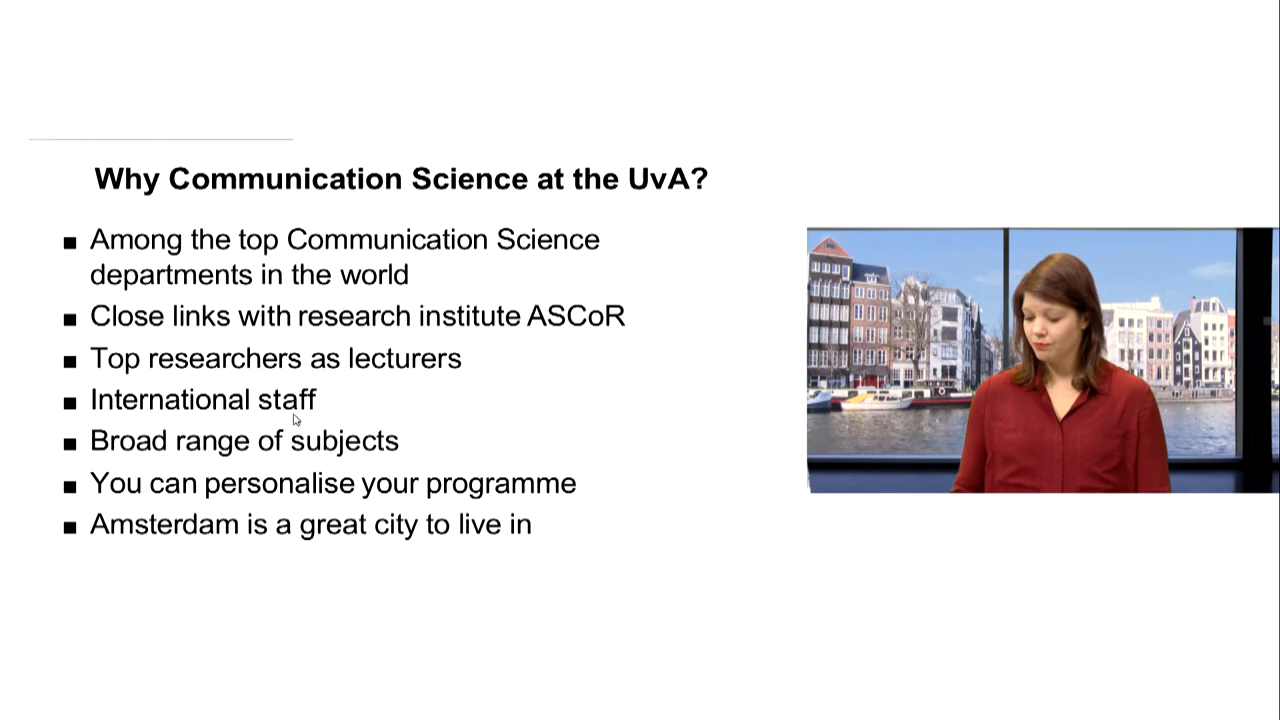 Why Communication Science at the UvA?
■ Among the top Communication Science
departments in the world
■ Close links with research institute ASCoR
■ Top researchers as lecturers
■ International staff
■ Broad range of subjects
■ You can personalise your programme
■ Amsterdam is a great city to live in